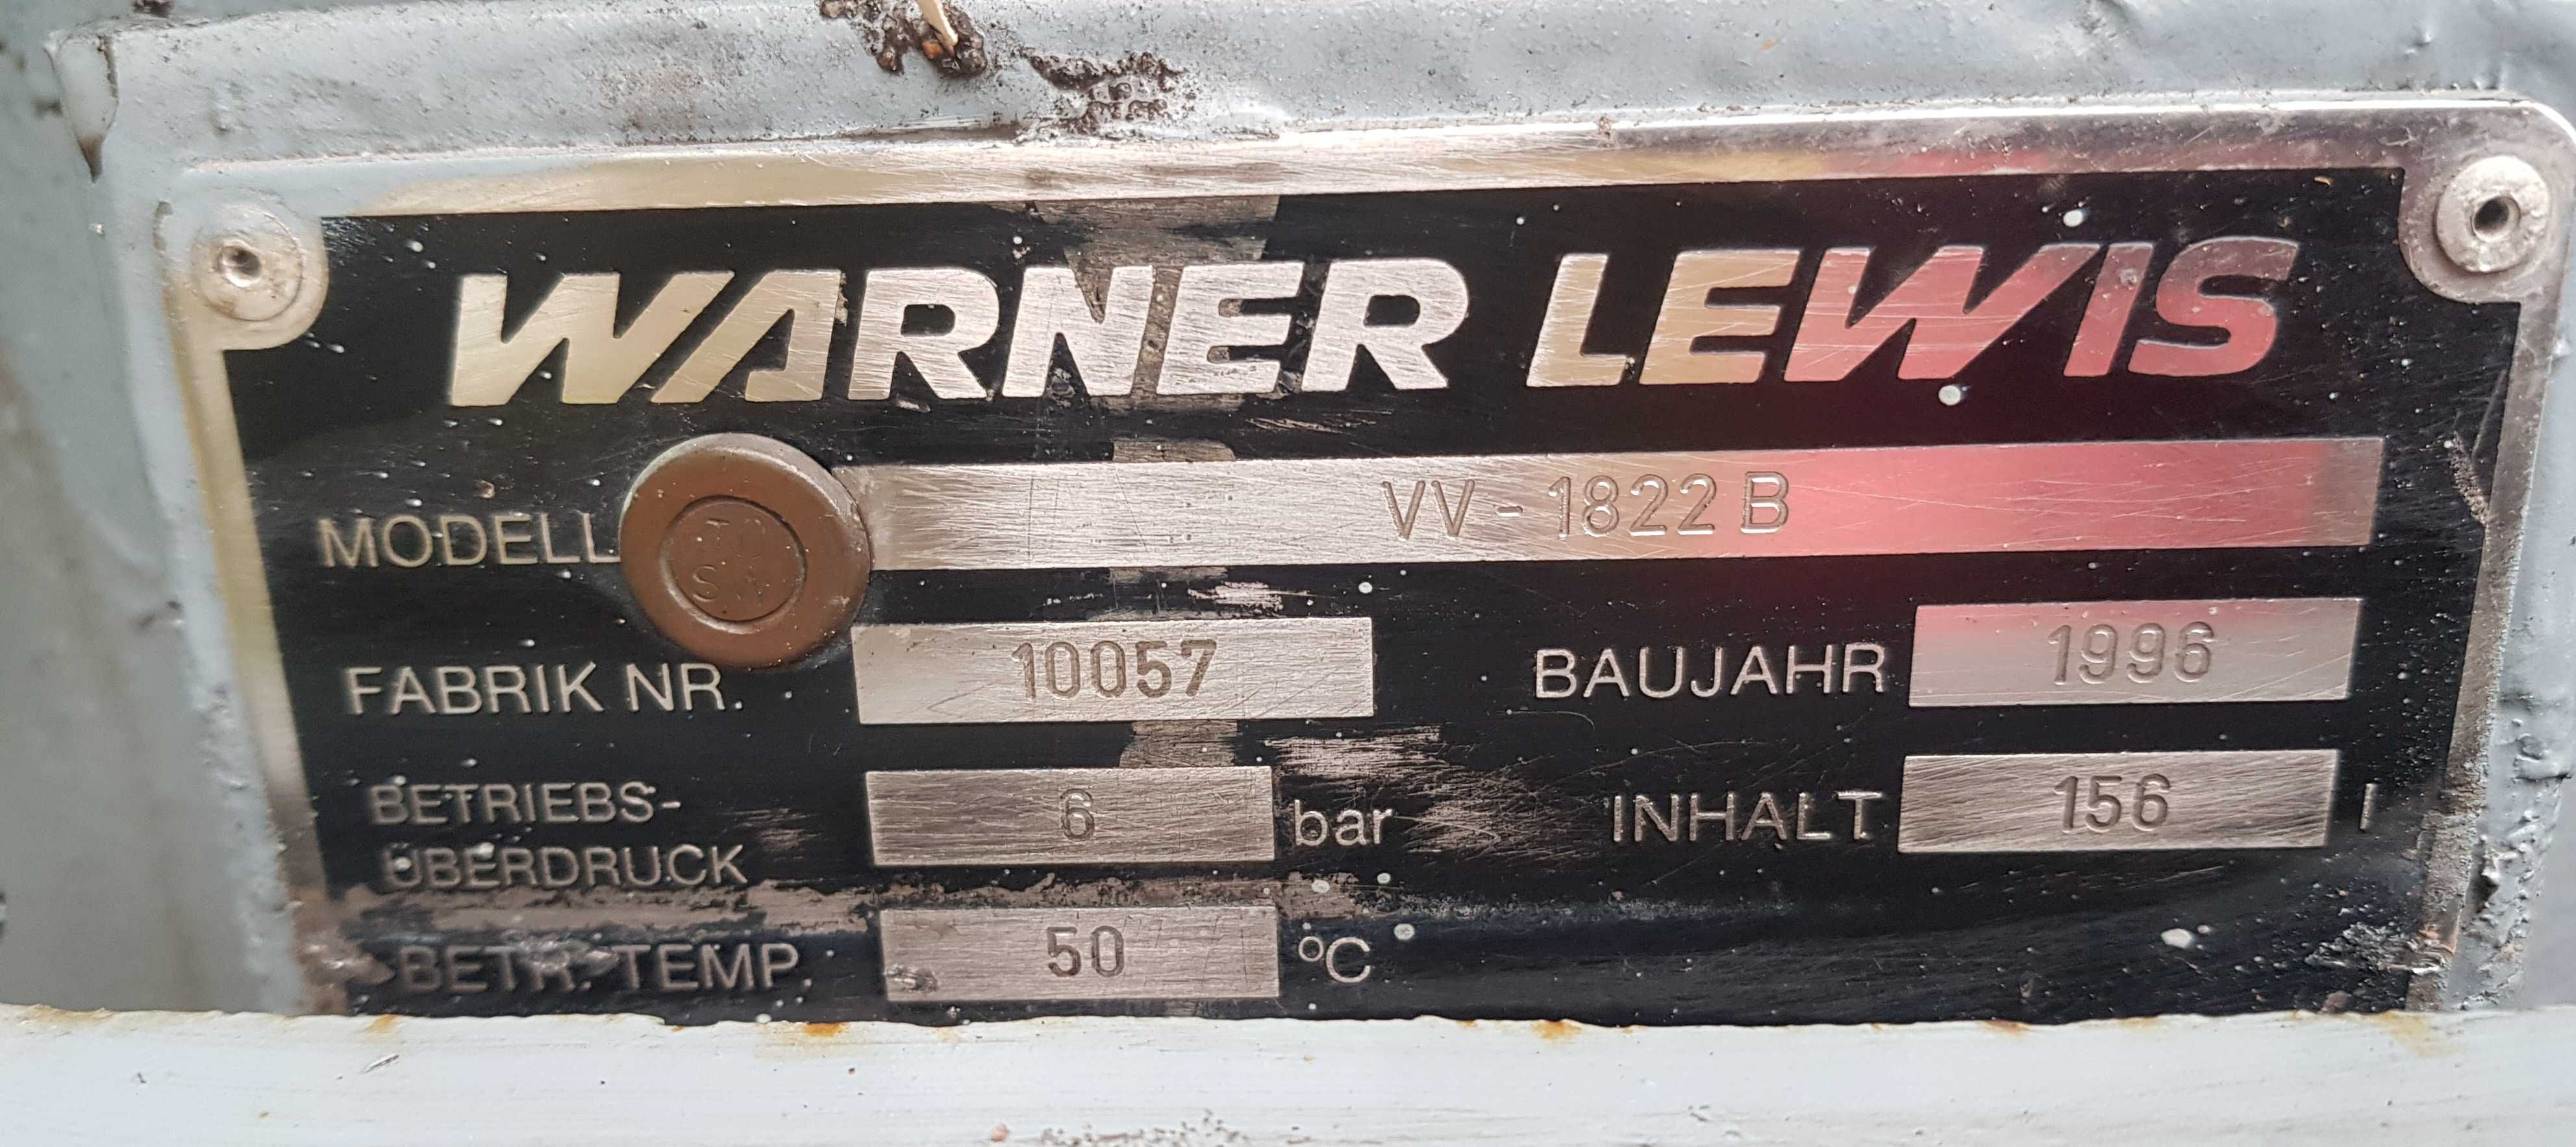 WARNER LEWIS
MODELL VV - 1822 B
FABRIK NR. 10057 BAUJAHR 1996
BETRIEBS-
ÜBERDRUCK 6 bar INHALT 156 l
BETR. TEMP. 50 °C